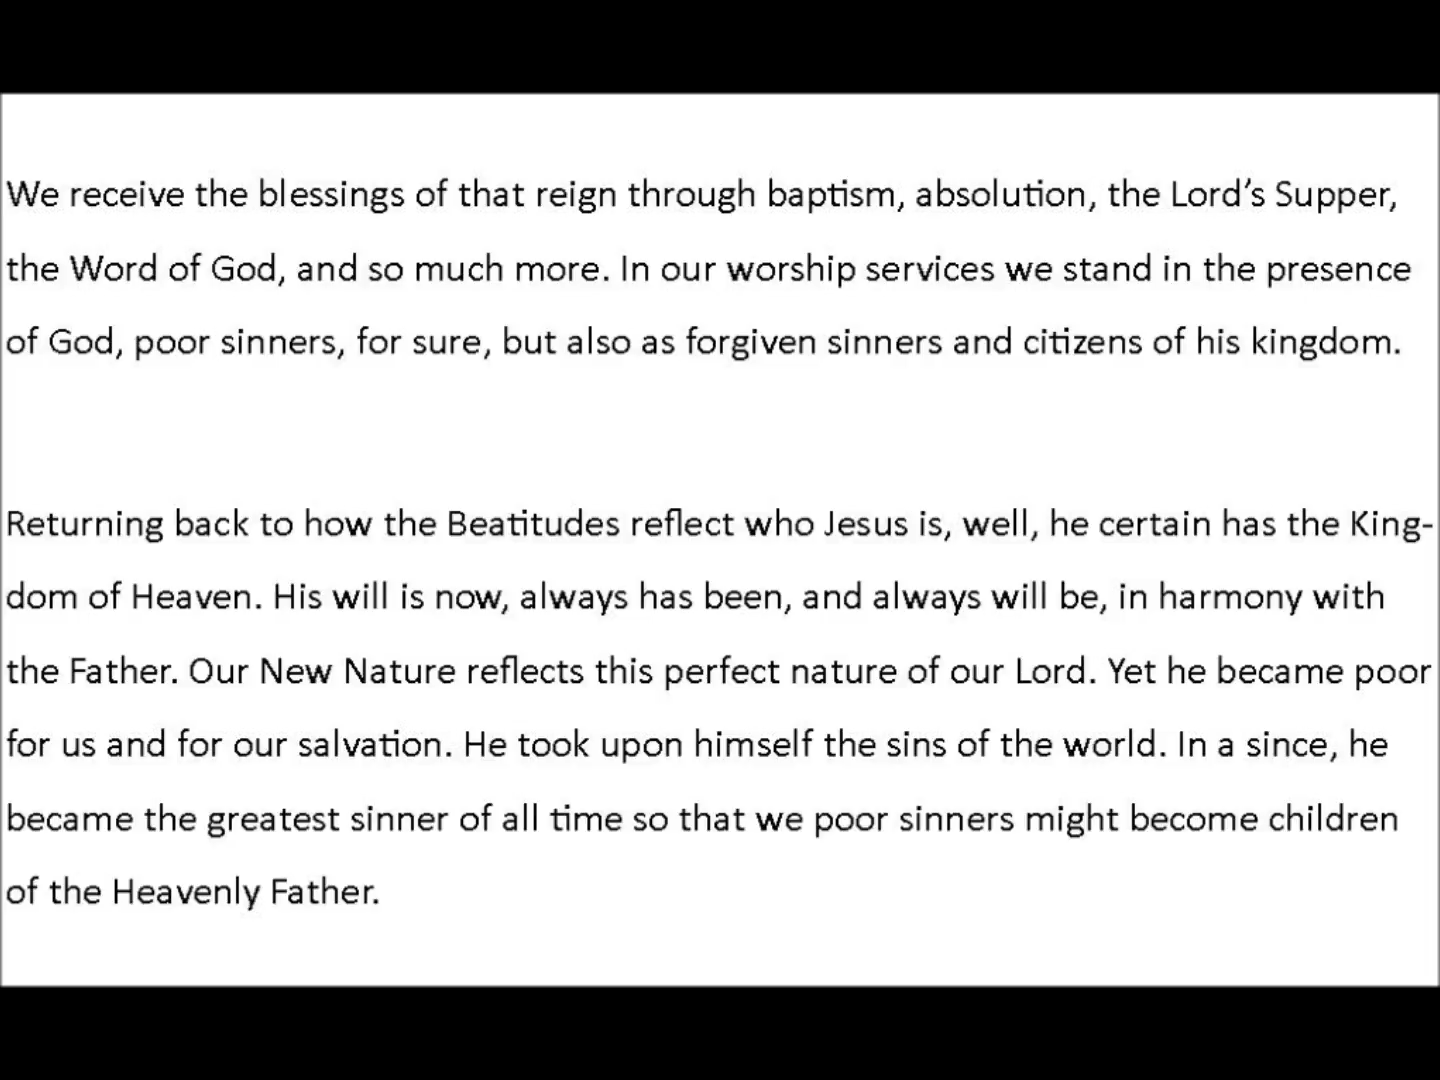 We receive the blessings of that reign through baptism, absolution, the Lord’s Supper,
the Word of God, and so much more. In our worship services we stand in the presence
of God, poor sinners, for sure, but also as forgiven sinners and citizens of his kingdom.
Returning back to how the Beatitudes reflect who Jesus is, well, he certain has the King-
dom of Heaven. His will is now, always has been, and always will be, in harmony with
the Father. Our New Nature reflects this perfect nature of our Lord. Yet he became poor
for us and for our salvation. He took upon himself the sins of the world. In a since, he
became the greatest sinner of all time so that we poor sinners might become children
of the Heavenly Father.